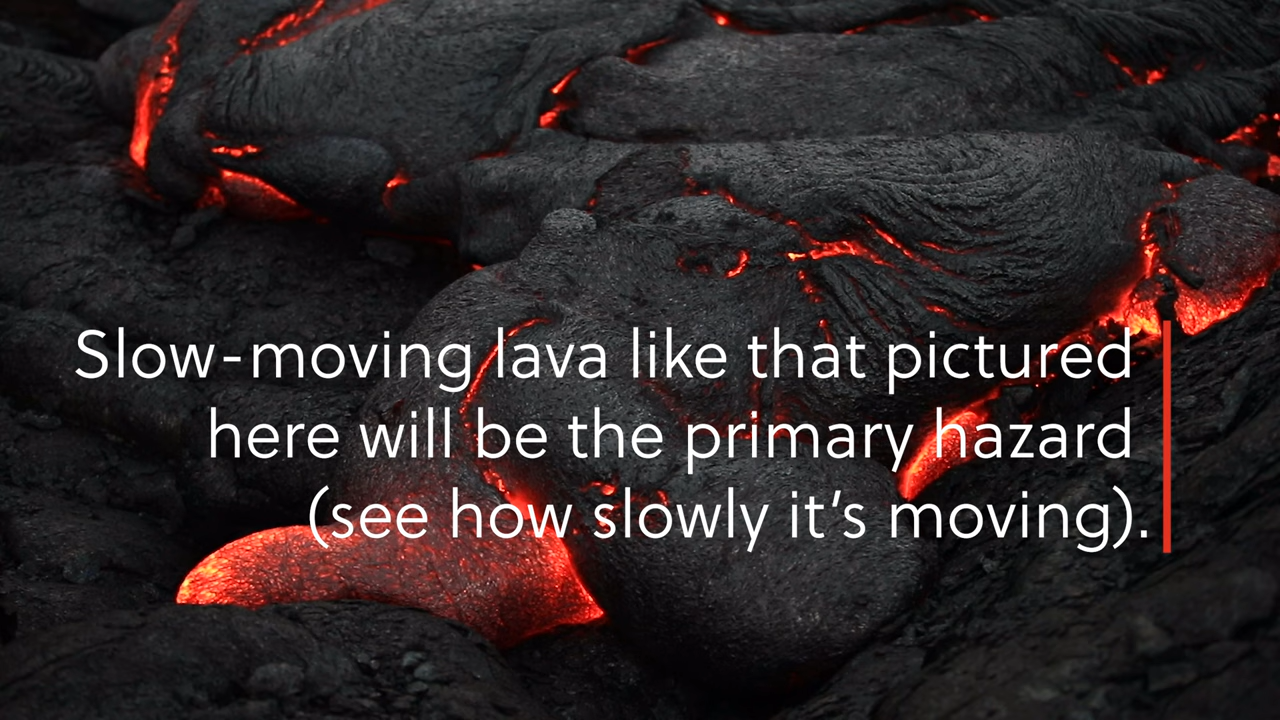 Slow-moving lava like that pictured
here will be the primary hazard
(see how slowly it’s moving).